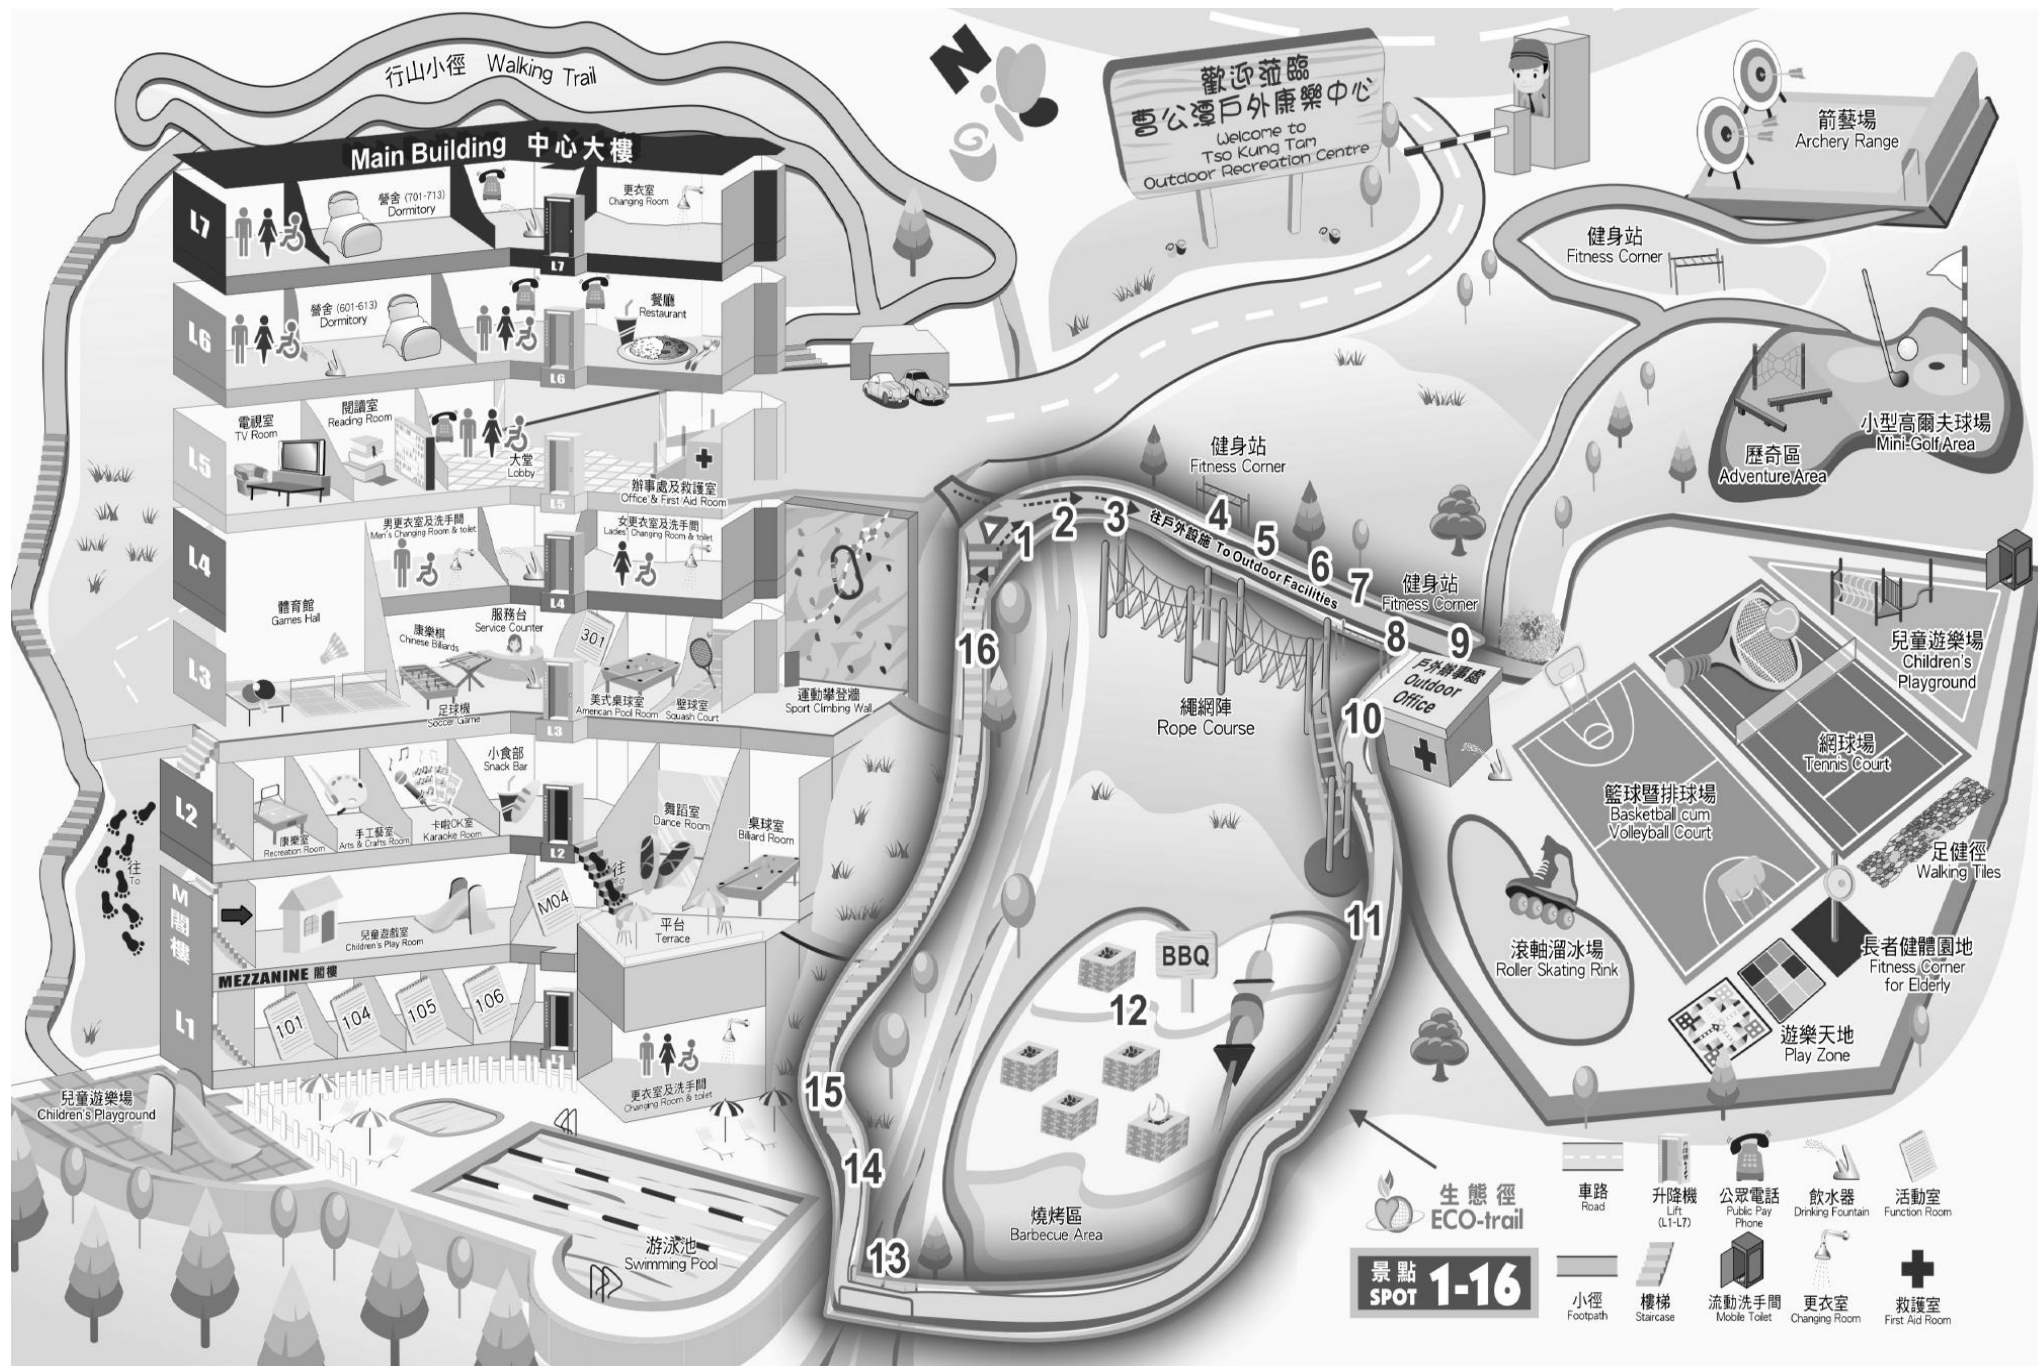 行山小徑 Walking Trail
N
歡迎蒞臨
曹公潭戶外康樂中心
Welcome to
Tso Kung Tam
Outdoor Recreation Centre
箭藝場
Archery Range
健身站
Fitness Corner
小型高爾夫球場
Mini-Golf Area
歷奇區
Adventure Area
Main Building 中心大樓
L7
營舍 (701-713)
Dormitory
更衣室
Changing Room
L7
L6
營舍 (601-613)
Dormitory
餐廳
Restaurant
L6
L5
電視室
TV Room
閱讀室
Reading Room
大堂
Lobby
L5
辦事處及救護室
Office & First Aid Room
L4
男更衣室及洗手間
Men's Changing Room & toilet
女更衣室及洗手間
Ladies' Changing Room & toilet
L4
體育館
Games Hall
L3
康樂棋
Chinese Billiards
服務台
Service Counter
301
足球機
Soccer Game
美式桌球室
American Pool Room
壁球室
Squash Court
L3
運動攀登牆
Sport Climbing Wall
L2
康樂室
Recreation Room
手工藝室
Arts & Crafts Room
卡啦OK室
Karaoke Room
小食部
Snack Bar
L2
往
To
舞蹈室
Dance Room
桌球室
Billiard Room
往
To
M
閣
樓
兒童遊戲室
Children's Play Room
M04
平台
Terrace
MEZZANINE 閣樓
L1
101
104
105
106
L1
更衣室及洗手間
Changing Room & toilet
兒童遊樂場
Children's Playground
游泳池
Swimming Pool
健身站
Fitness Corner
1
2
3
往戶外設施 To Outdoor Facilities
4
5
6
7
健身站
Fitness Corner
8
9
戶外辦事處
Outdoor
Office
10
繩網陣
Rope Course
11
BBQ
12
燒烤區
Barbecue Area
13
14
15
16
兒童遊樂場
Children's
Playground
網球場
Tennis Court
籃球暨排球場
Basketball cum
Volleyball Court
足健徑
Walking Tiles
滾軸溜冰場
Roller Skating Rink
長者健體園地
Fitness Corner
for Elderly
遊樂天地
Play Zone
生態徑
ECO-trail
景點
SPOT 1-16
車路
Road
升降機
Lift
(L1-L7)
公眾電話
Public Pay
Phone
飲水器
Drinking Fountain
活動室
Function Room
小徑
Footpath
樓梯
Staircase
流動洗手間
Mobile Toilet
更衣室
Changing Room
救護室
First Aid Room